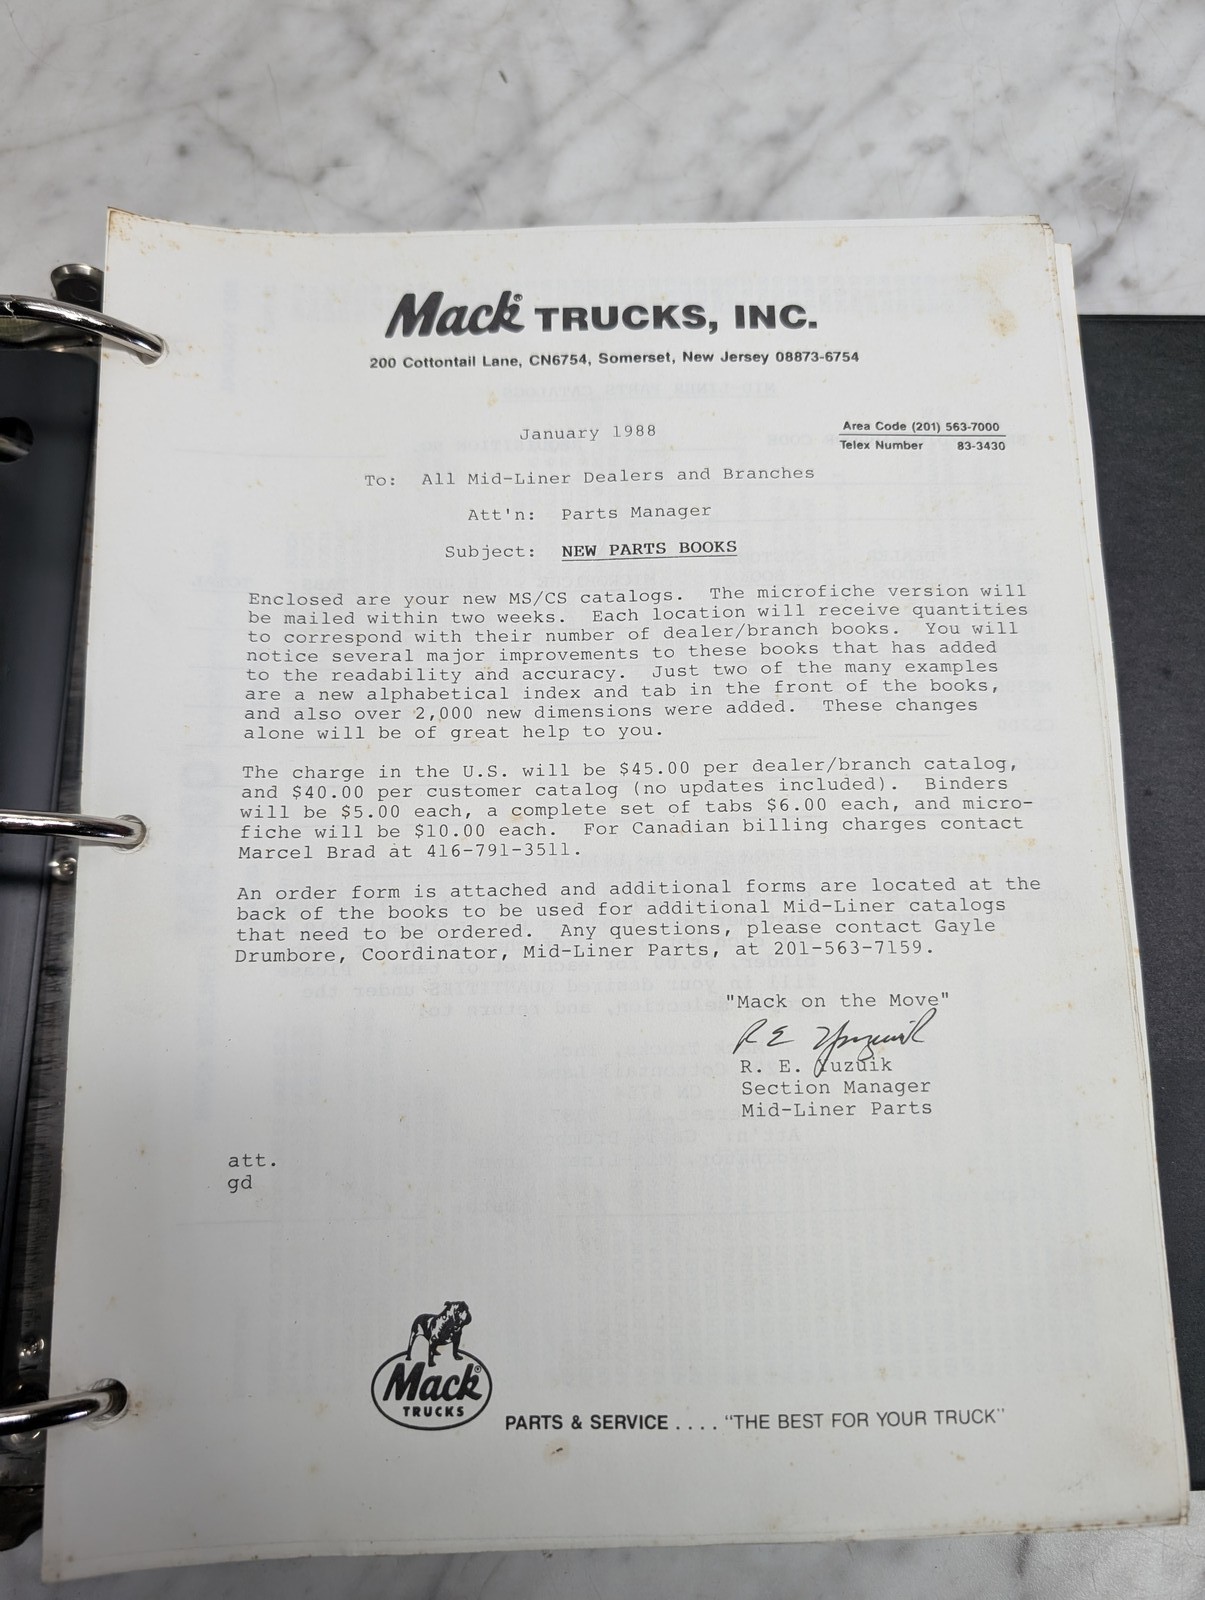 Mack® TRUCKS, INC.
200 Cottontail Lane, CN6754, Somerset, New Jersey 08873-6754
January 1988
Area Code (201) 563-7000
Telex Number 83-3430
To: All Mid-Liner Dealers and Branches
Att'n: Parts Manager
Subject: NEW PARTS BOOKS
Enclosed are your new MS/CS catalogs. The microfiche version will
be mailed within two weeks. Each location will receive quantities
to correspond with their number of dealer/branch books. You will
notice several major improvements to these books that has added
to the readability and accuracy. Just two of the many examples
are a new alphabetical index and tab in the front of the books,
and also over 2,000 new dimensions were added. These changes
alone will be of great help to you.
The charge in the U.S. will be $45.00 per dealer/branch catalog,
and $40.00 per customer catalog (no updates included). Binders
will be $5.00 each, a complete set of tabs $6.00 each, and micro-
fiche will be $10.00 each. For Canadian billing charges contact
Marcel Brad at 416-791-3511.
An order form is attached and additional forms are located at the
back of the books to be used for additional Mid-Liner catalogs
that need to be ordered. Any questions, please contact Gayle
Drumbore, Coordinator, Mid-Liner Parts, at 201-563-7159.
"Mack on the Move"
R E Yuzuik
R. E. Yuzuik
Section Manager
Mid-Liner Parts
att.
gd
Mack®
TRUCKS
PARTS & SERVICE .... "THE BEST FOR YOUR TRUCK"